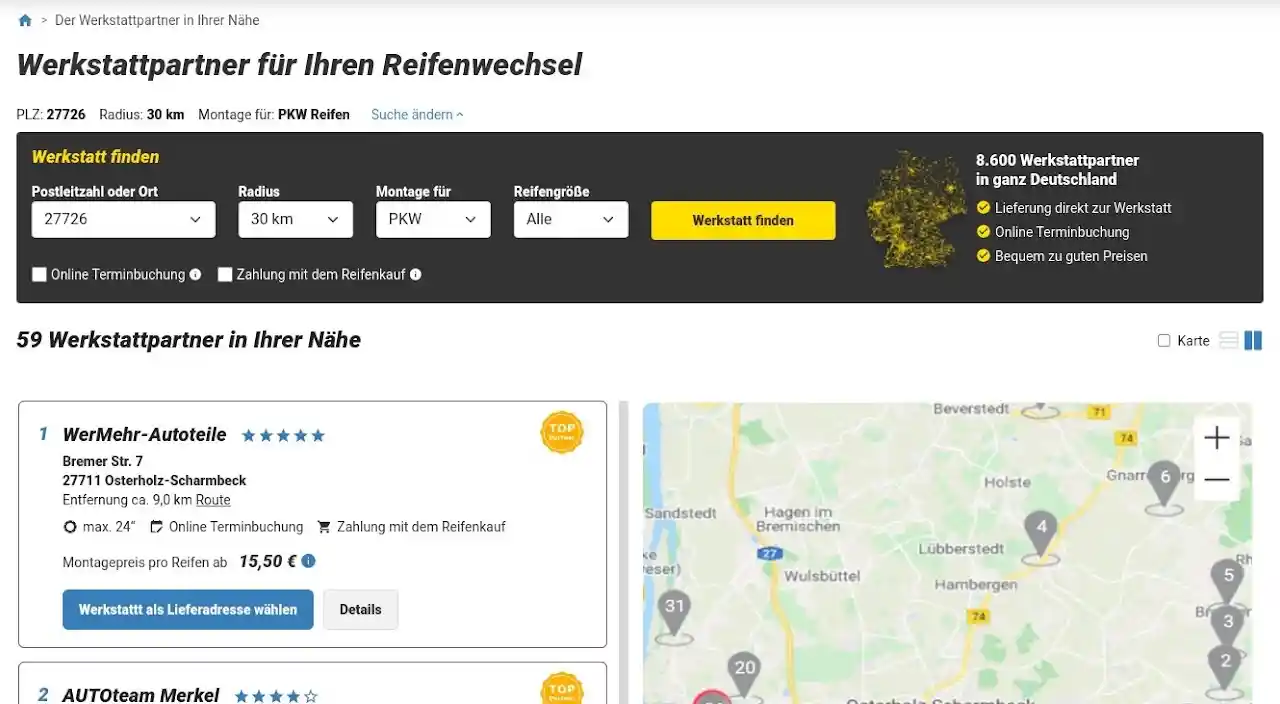 > Der Werkstattpartner in Ihrer Nähe
Werkstattpartner für Ihren Reifenwechsel
PLZ: 27726 Radius: 30 km Montage für: PKW Reifen Suche ändern
Werkstatt finden
Postleitzahl oder Ort Radius Montage für Reifengröße
27726 30 km PKW Alle Werkstatt finden
Online Terminbuchung Zahlung mit dem Reifenkauf
8.600 Werkstattpartner
in ganz Deutschland
Lieferung direkt zur Werkstatt
Online Terminbuchung
Bequem zu guten Preisen
59 Werkstattpartner in Ihrer Nähe
Karte
1 WerMehr-Autoteile
TOP
Bremer Str. 7
27711 Osterholz-Scharmbeck
Entfernung ca. 9,0 km Route
max. 24“ Online Terminbuchung Zahlung mit dem Reifenkauf
Montagepreis pro Reifen ab 15,50 €
Werkstattt als Lieferadresse wählen Details
2 AUTOteam Merkel
TOP
Beverstedt
71
74
+
−
Holste
6
Sandstedt
Hagen im
Bremischen
4
27
Lübberstedt
Wulsbüttel
Hambergen
5
31
74
3
2
20